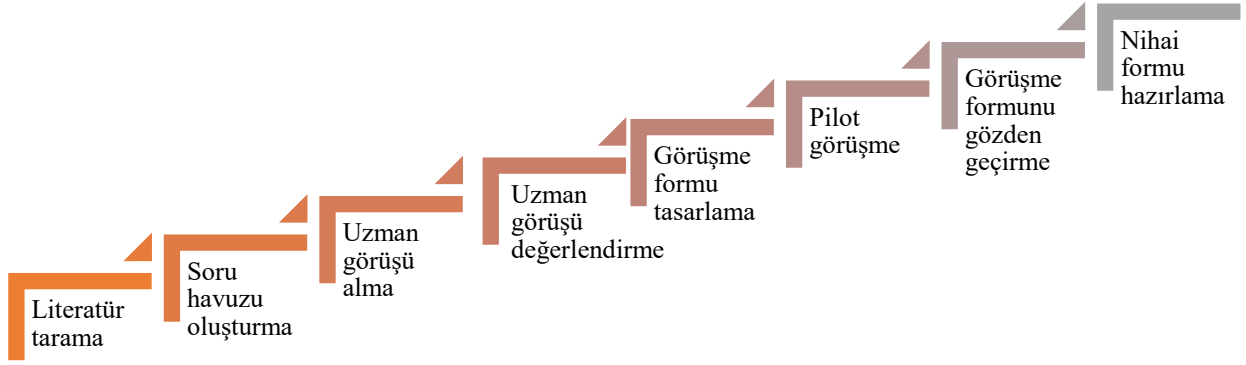 Literatür
tarama
Soru
havuzu
oluşturma
Uzman
görüşü
alma
Uzman
görüşü
değerlendirme
Görüşme
formu
tasarlama
Pilot
görüşme
Görüşme
formunu
gözden
geçirme
Nihai
formu
hazırlama